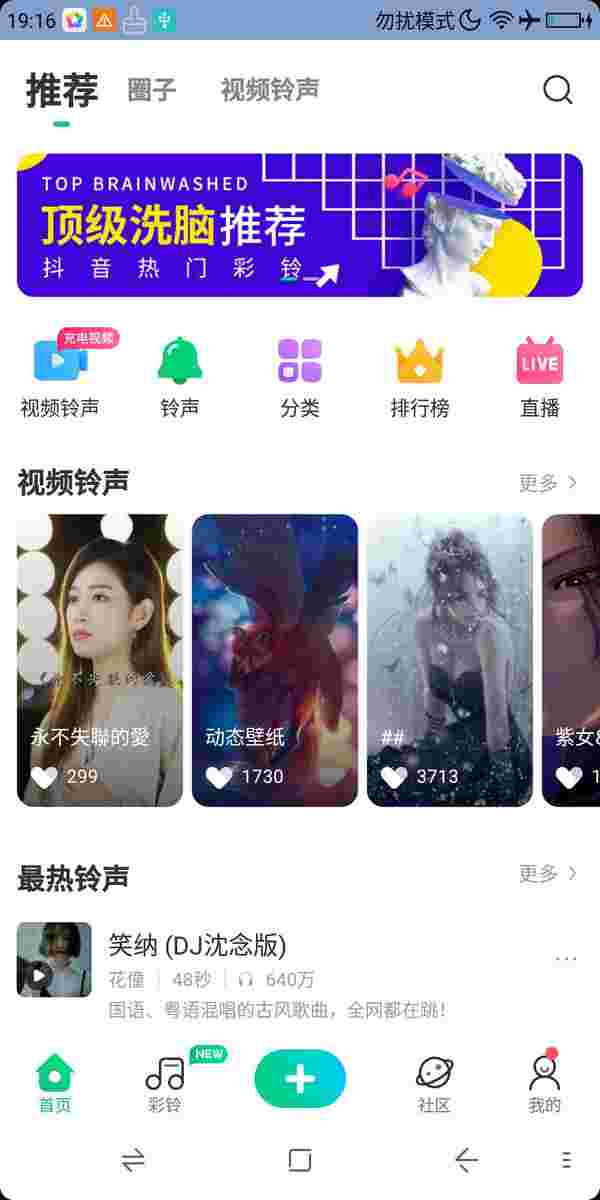 19:16
勿扰模式
推荐 圈子 视频铃声
TOP BRAINWASHED
顶级洗脑推荐
抖音热门彩铃
充电视频
LIVE
视频铃声 铃声 分类 排行榜 直播
视频铃声 更多
永不失聯的愛 动态壁纸 ## 紫女&
299 1730 3713 1
最热铃声 更多
笑纳 (DJ沈念版)
花僮 48秒 640万
国语、粤语混唱的古风歌曲，全网都在跳！
NEW
首页 彩铃 社区 我的